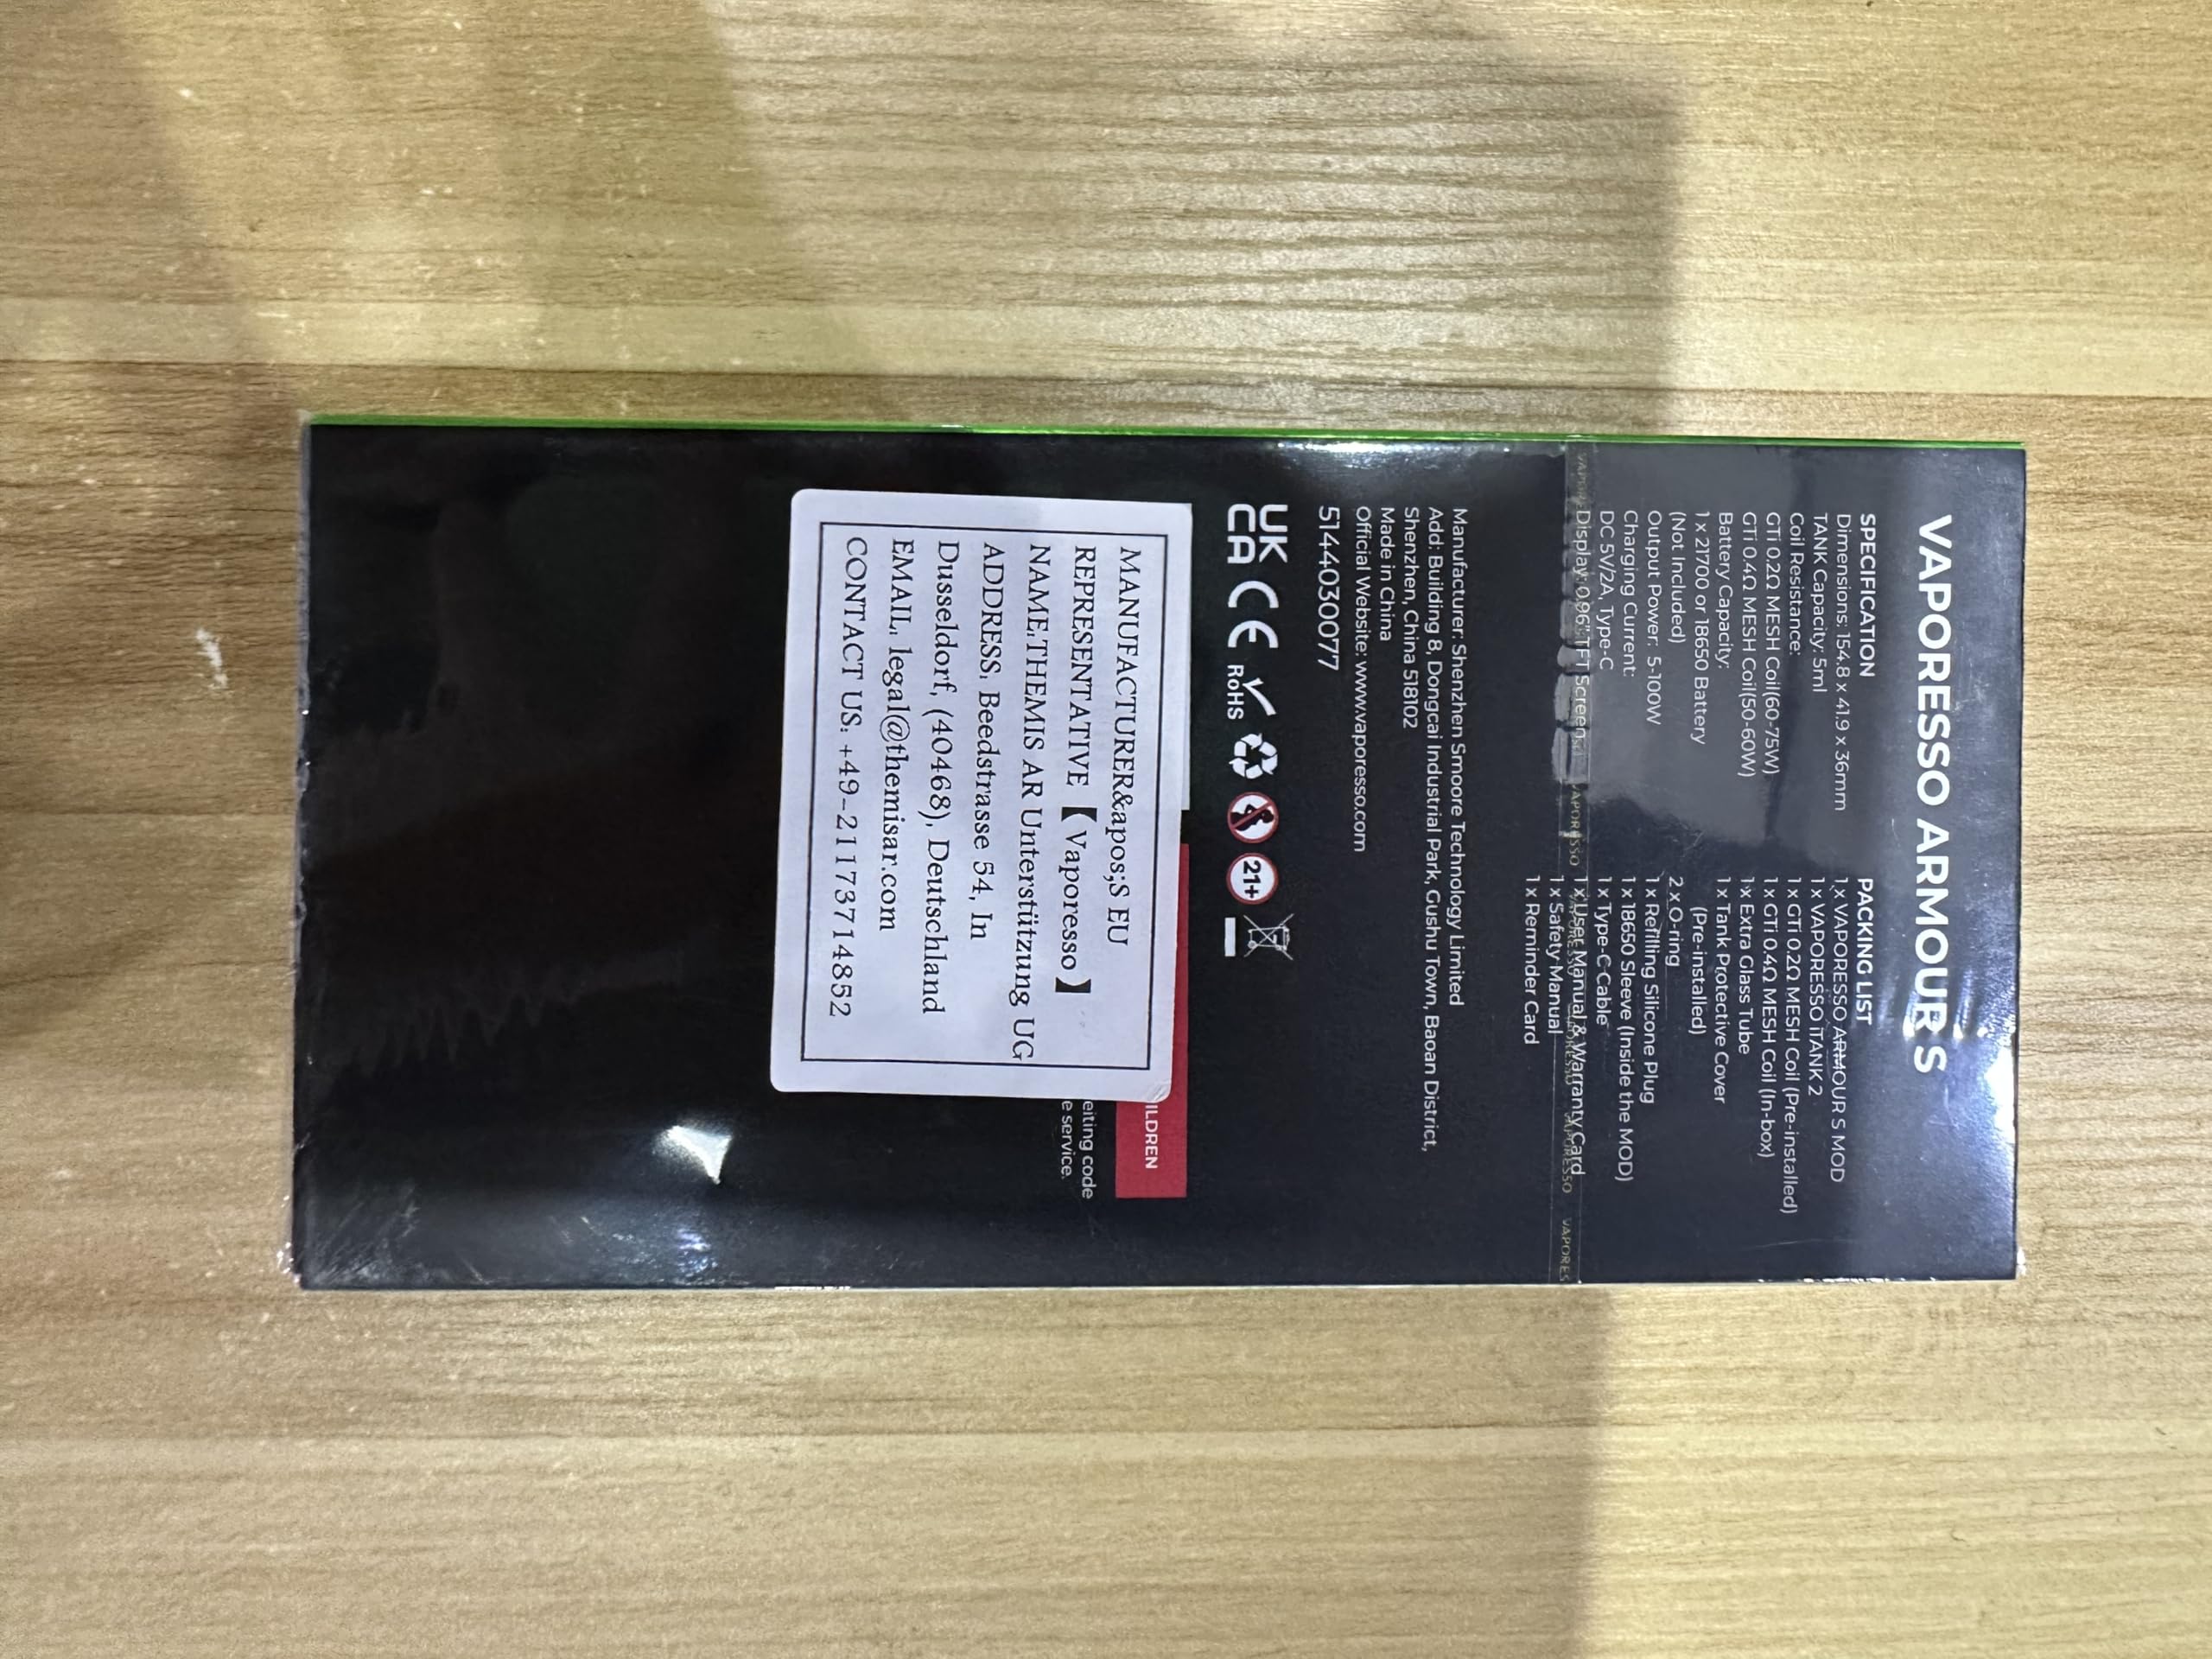 VAPORESSO ARMOUR S
SPECIFICATION
Dimensions: 154.8 x 41.9 x 36mm
TANK Capacity: 5ml
Coil Resistance:
GTi 0.2Ω MESH Coil(60-75W)
GTi 0.4Ω MESH Coil(50-60W)
Battery Capacity:
1 x 21700 or 18650 Battery
(Not Included)
Output Power: 5-100W
Charging Current:
DC 5V/2A, Type-C
Display: 0.96" TFT Screen
PACKING LIST
1 x VAPORESSO ARMOUR S MOD
1 x VAPORESSO iTANK 2
1 x GTi 0.2Ω MESH Coil (Pre-installed)
1 x GTi 0.4Ω MESH Coil (In-box)
1 x Extra Glass Tube
1 x Tank Protective Cover
(Pre-installed)
2 x O-ring
1 x Refilling Silicone Plug
1 x 18650 Sleeve (Inside the MOD)
1 x Type-C Cable
1 x User Manual & Warranty Card
1 x Safety Manual
1 x Reminder Card
VAPORESSO VAPORESSO VAPORES
Manufacturer: Shenzhen Smoore Technology Limited
Add: Building 8, Dongcai Industrial Park, Gushu Town, Baoan District,
Shenzhen, China 518102
Made in China
Official Website: www.vaporesso.com
5144030077
UK
CA CE RoHS 21+
ILDREN
eiting code
e service.
MANUFACTURER&apos;S EU
REPRESENTATIVE【Vaporesso】
NAME:THEMIS AR Unterstützung UG
ADDRESS: Beedstrasse 54, In
Dusseldorf, (40468), Deutschland
EMAIL: legal@themisar.com
CONTACT US: +49-21173714852